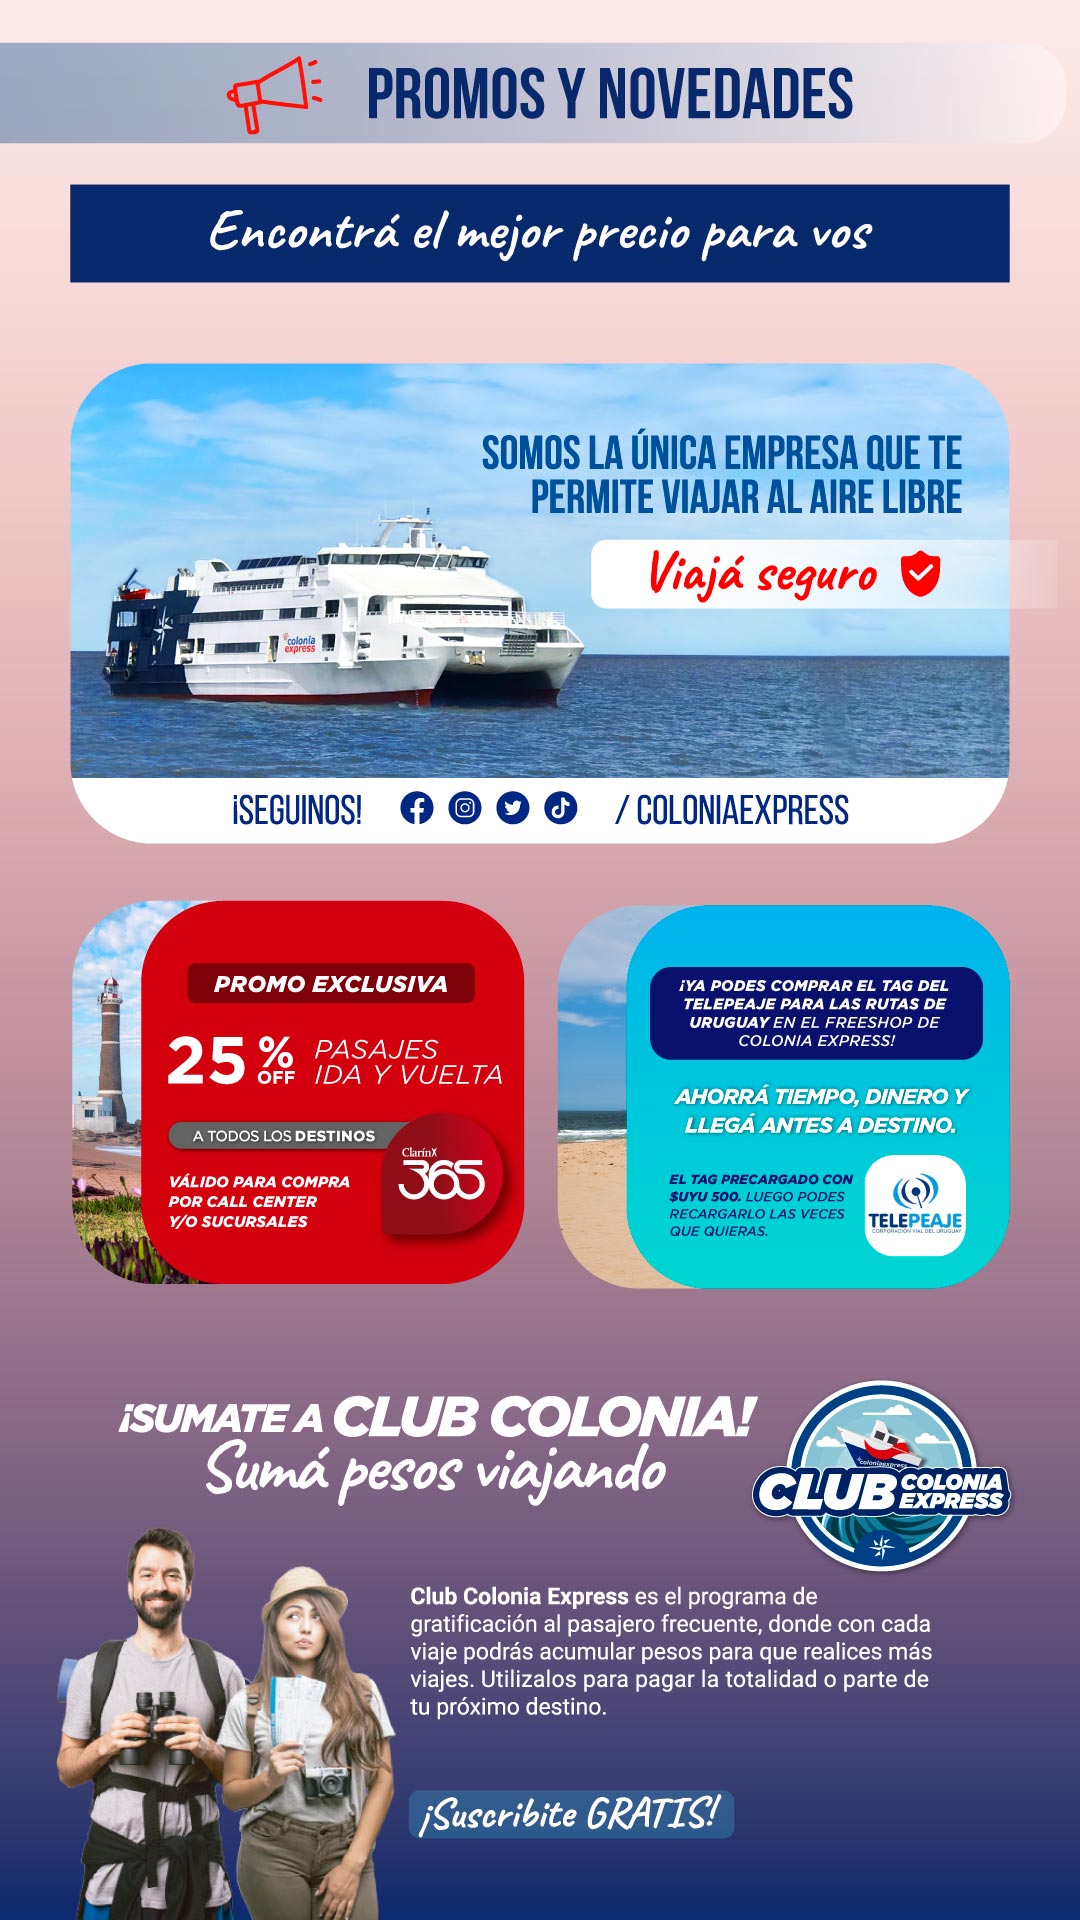 PROMOS Y NOVEDADES
Encontrá el mejor precio para vos
SOMOS LA ÚNICA EMPRESA QUE TE
PERMITE VIAJAR AL AIRE LIBRE
Viajá seguro
colonia
express
¡SEGUINOS!
/ COLONIAEXPRESS
PROMO EXCLUSIVA
25% OFF
PASAJES
IDA Y VUELTA
A TODOS LOS DESTINOS
VÁLIDO PARA COMPRA
POR CALL CENTER
Y/O SUCURSALES
ClarínX
365
¡YA PODES COMPRAR EL TAG DEL
TELEPEAJE PARA LAS RUTAS DE
URUGUAY EN EL FREESHOP DE
COLONIA EXPRESS!
AHORRÁ TIEMPO, DINERO Y
LLEGÁ ANTES A DESTINO.
EL TAG PRECARGADO CON
$UYU 500. LUEGO PODES
RECARGARLO LAS VECES
QUE QUIERAS.
TELEPEAJE
CORPORACIÓN VIAL DEL URUGUAY
¡SUMATE A CLUB COLONIA!
Sumá pesos viajando
coloniaexpress
CLUB COLONIA
EXPRESS
Club Colonia Express es el programa de
gratificación al pasajero frecuente, donde con cada
viaje podrás acumular pesos para que realices más
viajes. Utilizalos para pagar la totalidad o parte de
tu próximo destino.
¡Suscribite GRATIS!